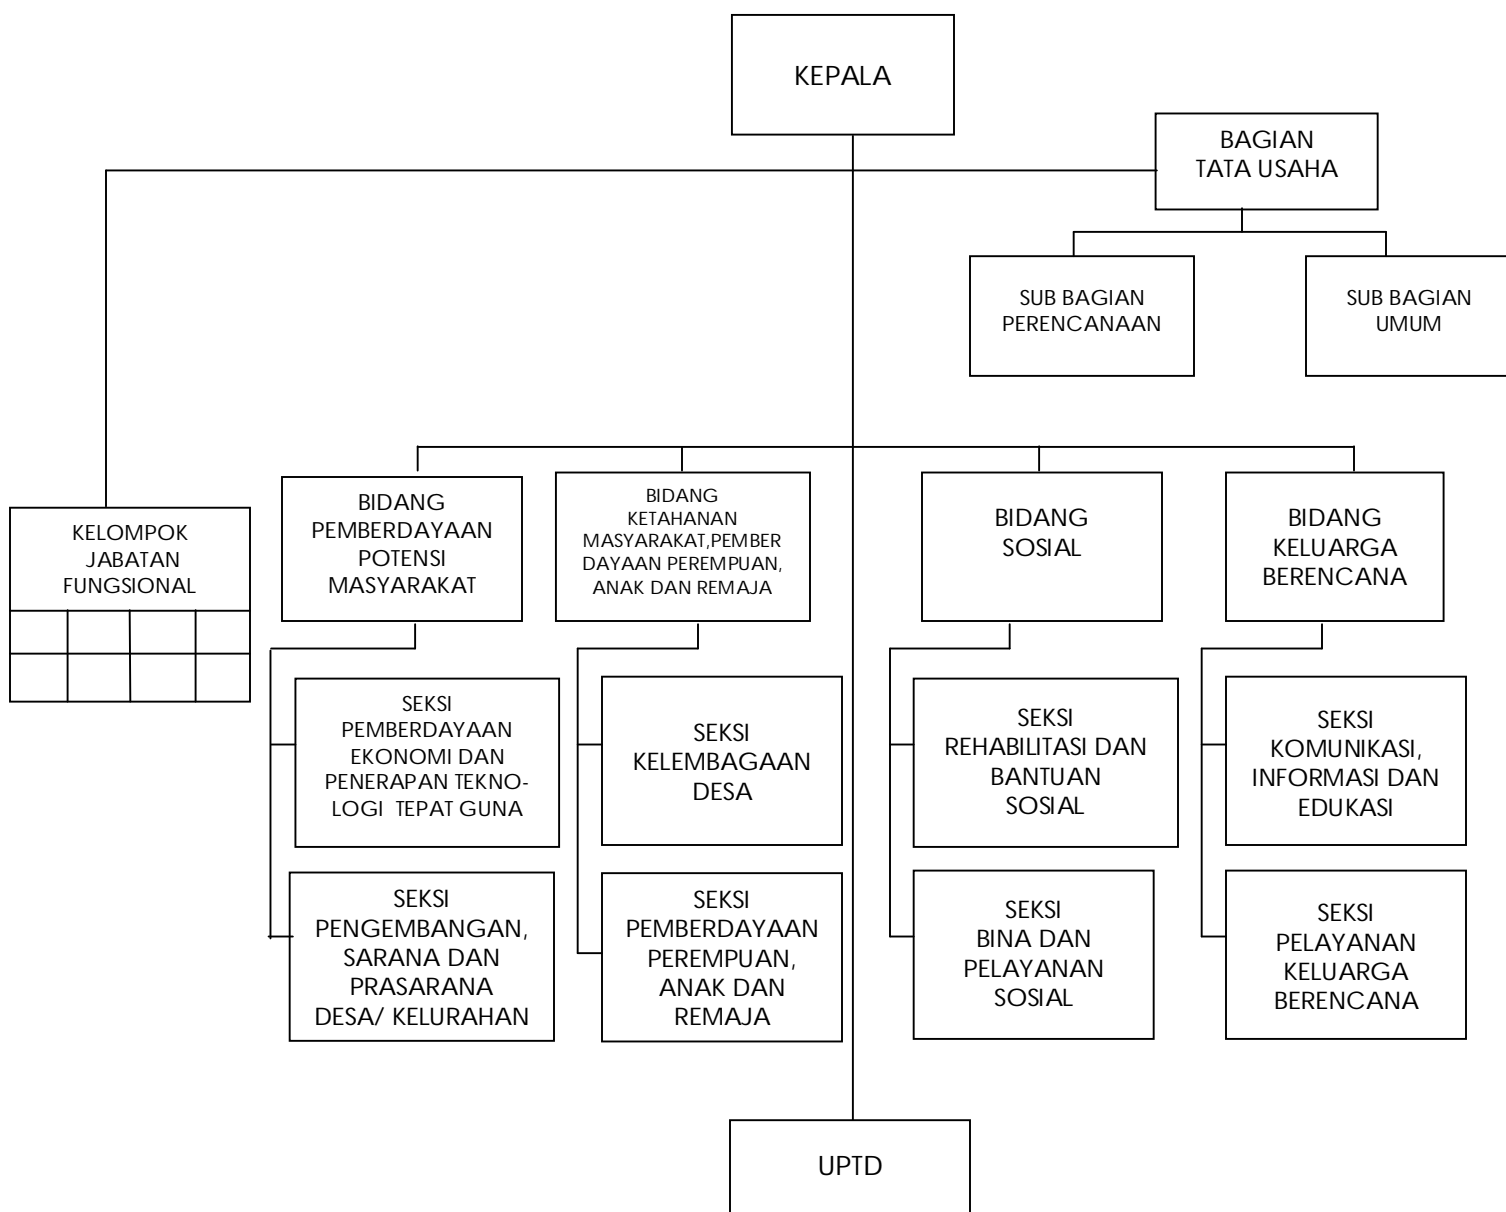 KEPALA
BAGIAN
TATA USAHA
SUB BAGIAN
PERENCANAAN
SUB BAGIAN
UMUM
KELOMPOK
JABATAN
FUNGSIONAL
BIDANG
PEMBERDAYAAN
POTENSI
MASYARAKAT
BIDANG
KETAHANAN
MASYARAKAT,PEMBER
DAYAAN PEREMPUAN,
ANAK DAN REMAJA
BIDANG
SOSIAL
BIDANG
KELUARGA
BERENCANA
SEKSI
PEMBERDAYAAN
EKONOMI DAN
PENERAPAN TEKNO-
LOGI TEPAT GUNA
SEKSI
KELEMBAGAAN
DESA
SEKSI
REHABILITASI DAN
BANTUAN
SOSIAL
SEKSI
KOMUNIKASI,
INFORMASI DAN
EDUKASI
SEKSI
PENGEMBANGAN,
SARANA DAN
PRASARANA
DESA/ KELURAHAN
SEKSI
PEMBERDAYAAN
PEREMPUAN,
ANAK DAN
REMAJA
SEKSI
BINA DAN
PELAYANAN
SOSIAL
SEKSI
PELAYANAN
KELUARGA
BERENCANA
UPTD